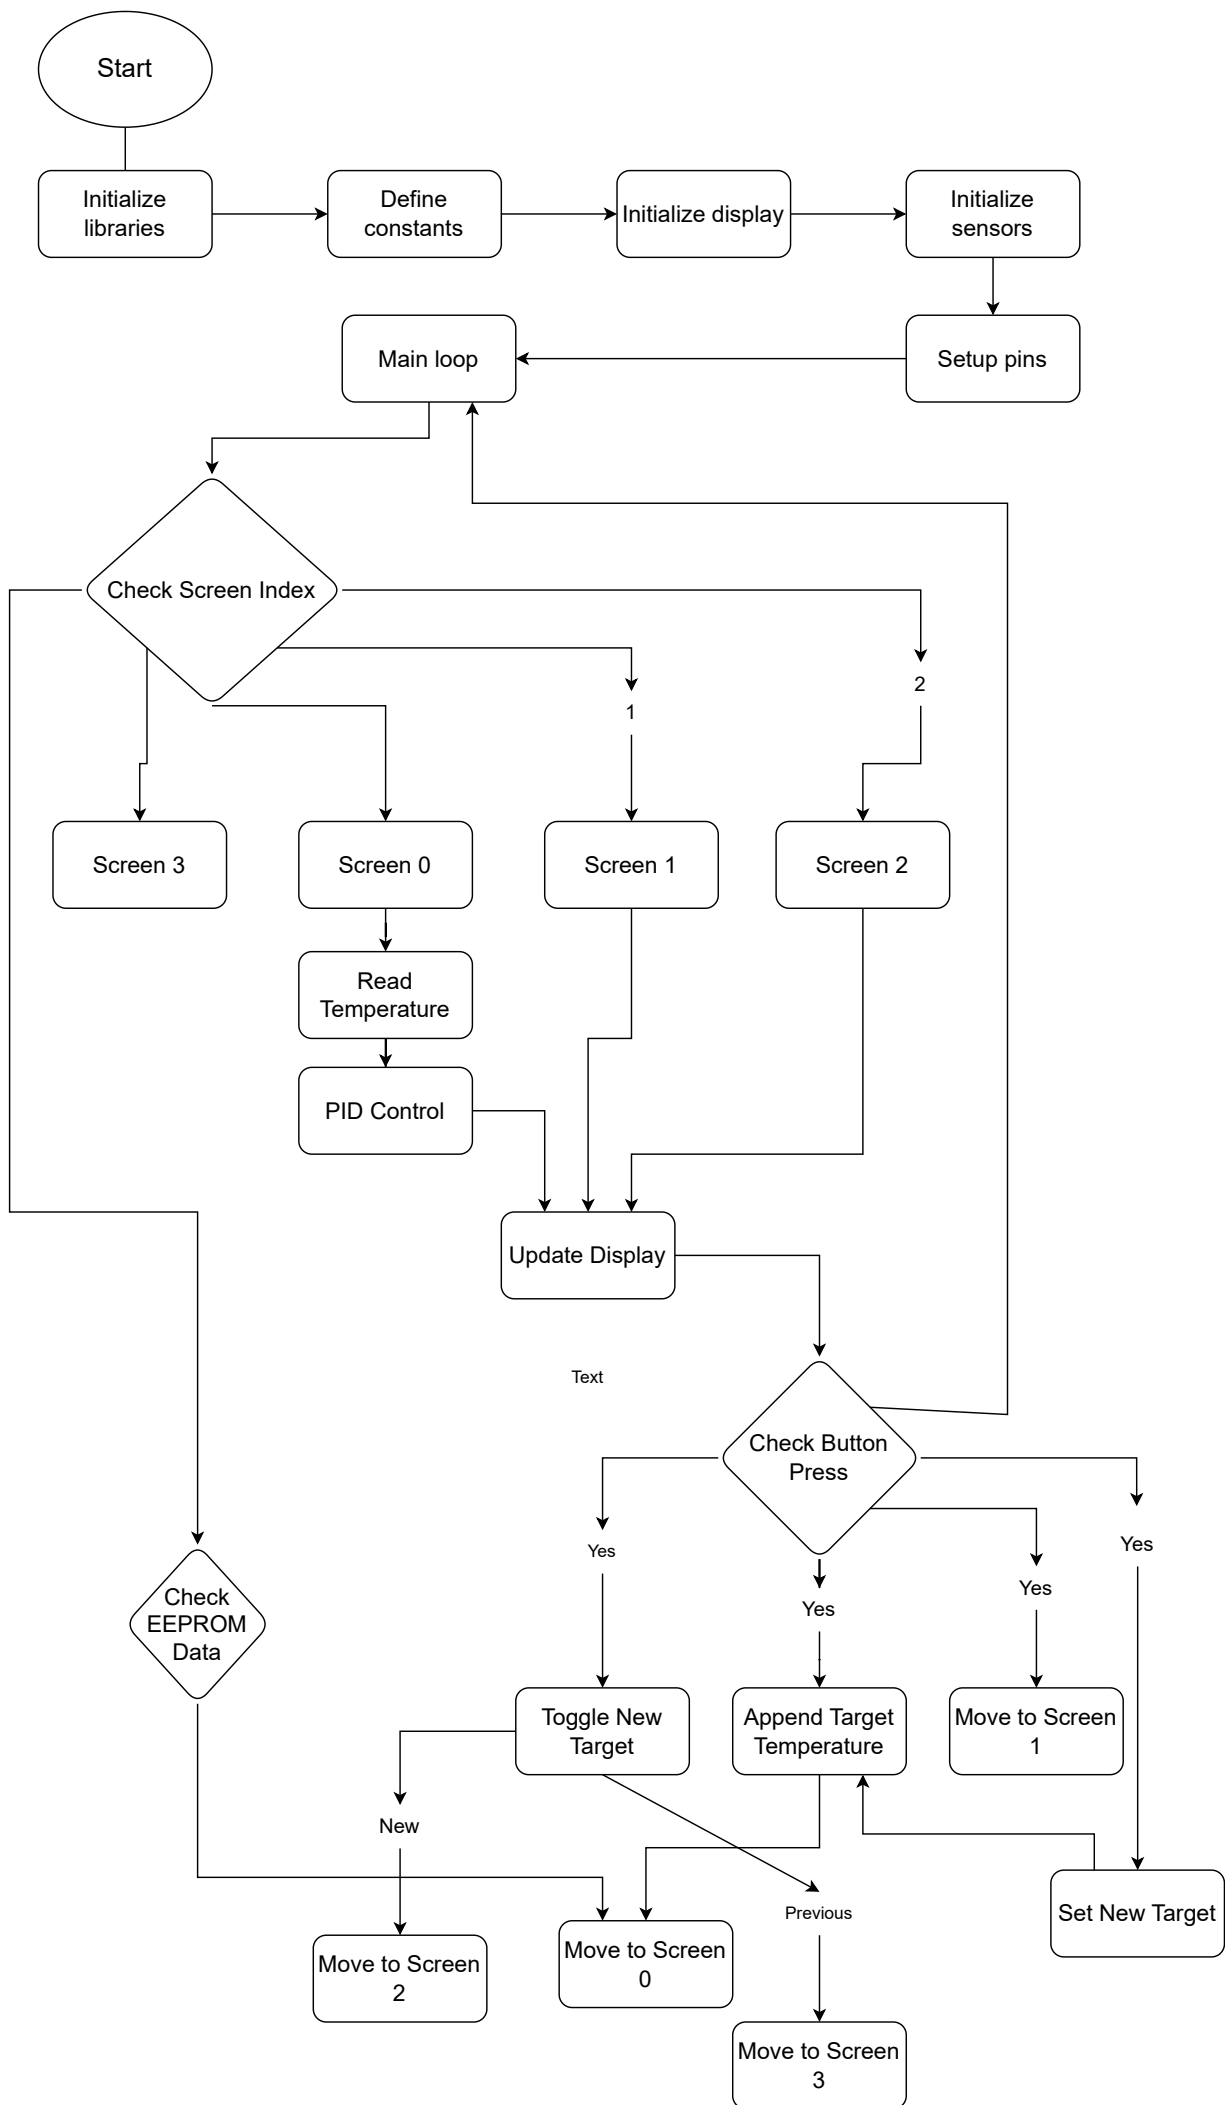 Start
Initialize
libraries
Define
constants
Initialize display
Initialize
sensors
Main loop
Setup pins
Check Screen Index
2
1
Screen 3
Screen 0
Screen 1
Screen 2
Read
Temperature
PID Control
Update Display
Text
Check Button
Press
Yes
Yes
Yes
Yes
Check
EEPROM
Data
Toggle New
Target
Append Target
Temperature
Move to Screen
1
New
Previous
Set New Target
Move to Screen
2
Move to Screen
0
Move to Screen
3